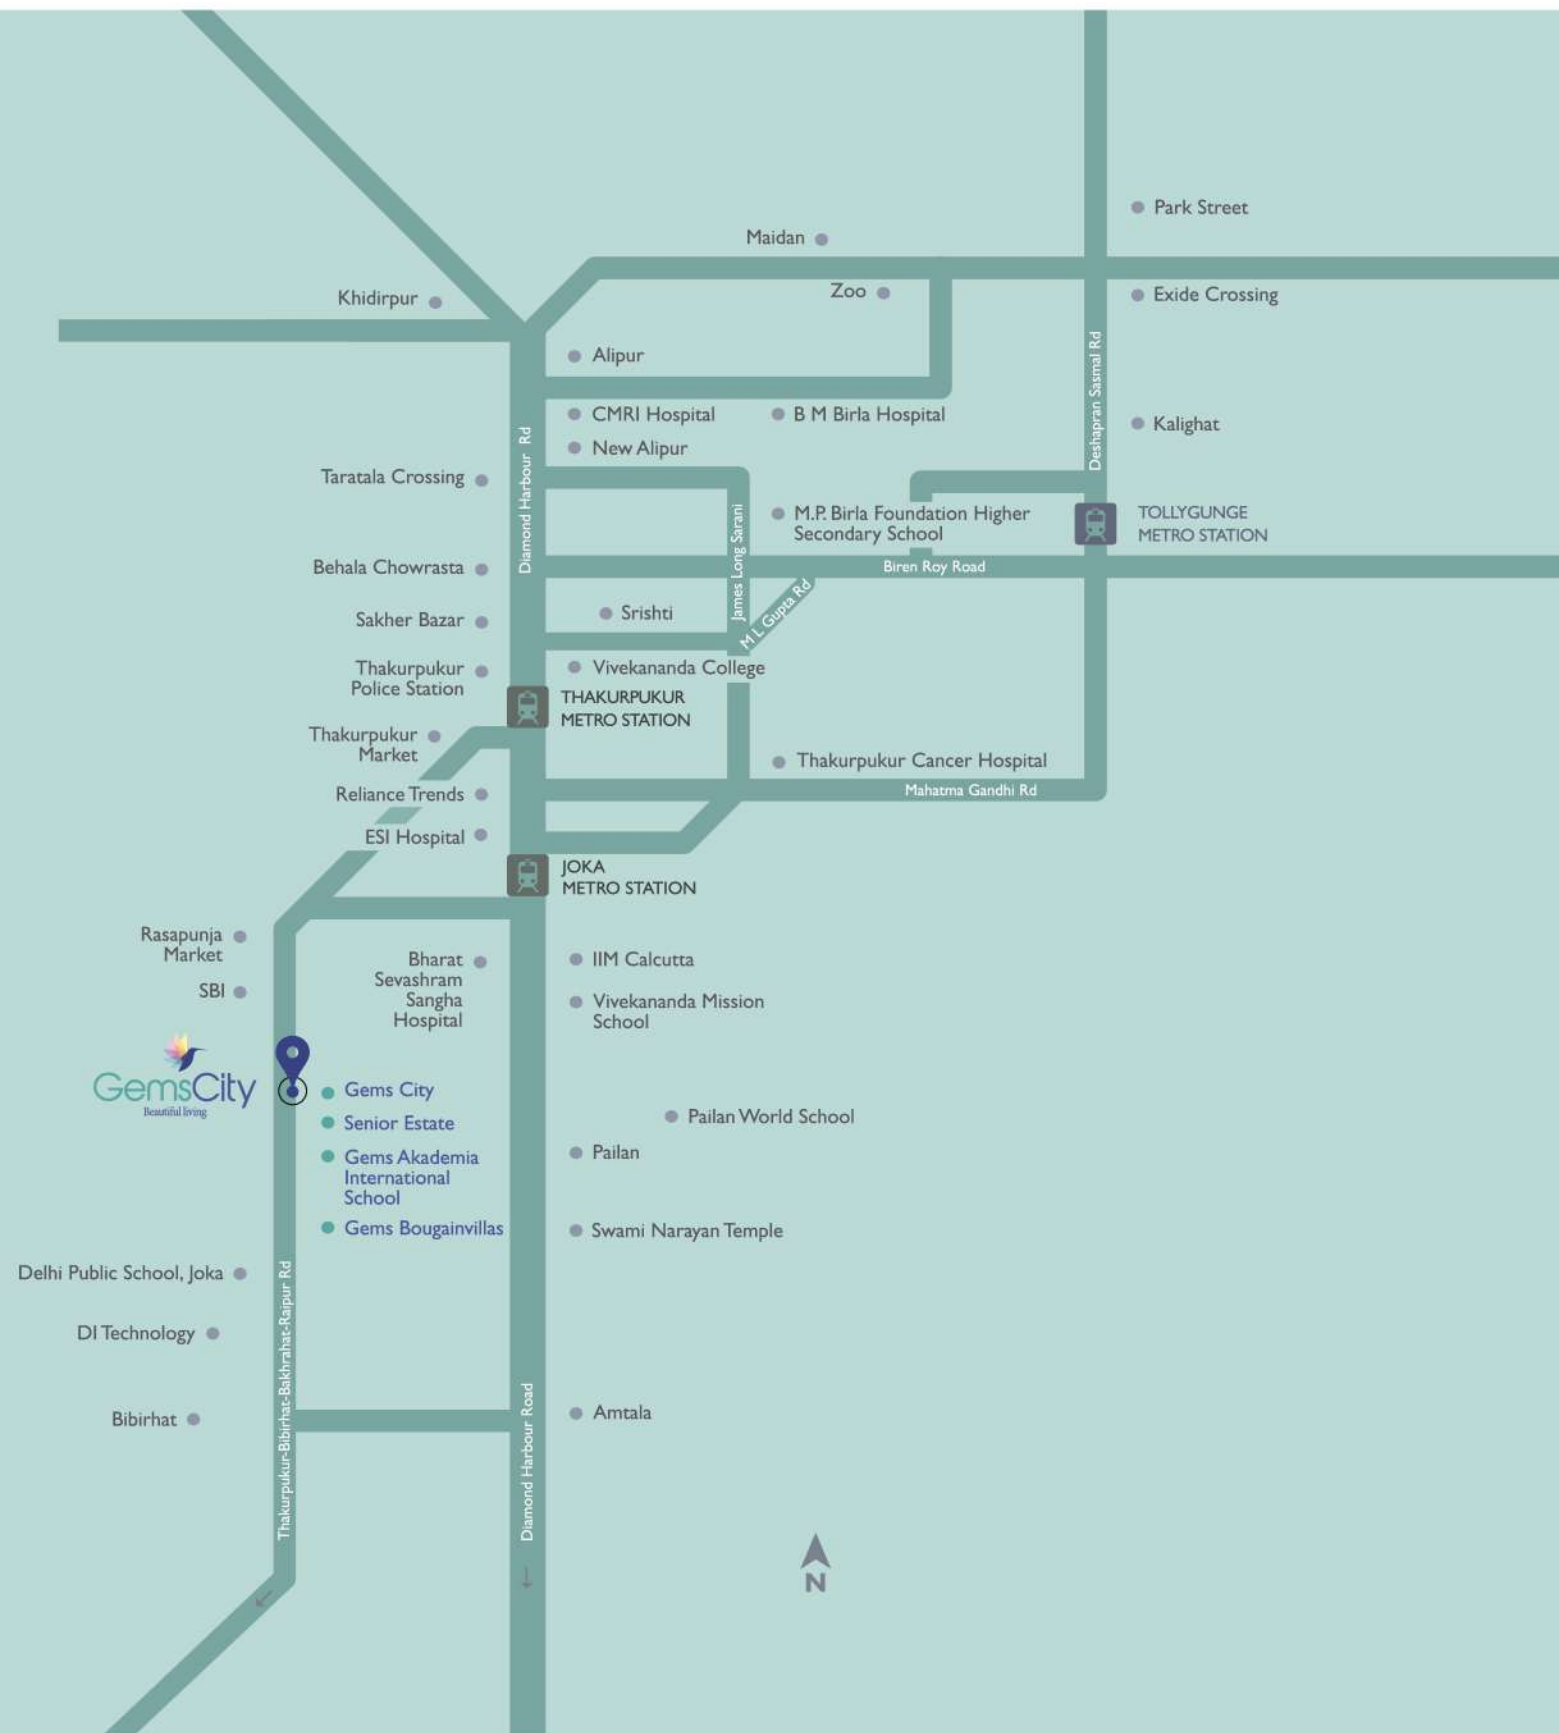 Park Street
Maidan
Zoo
Exide Crossing
Khidirpur
Alipur
Deshapran Sasmal Rd
CMRI Hospital
B M Birla Hospital
Kalighat
New Alipur
Diamond Harbour Rd
Taratala Crossing
James Long Sarani
M.P. Birla Foundation Higher
Secondary School
TOLLYGUNGE
METRO STATION
Behala Chowrasta
Biren Roy Road
Sakher Bazar
Srishti
M L Gupta Rd
Thakurpukur
Police Station
Vivekananda College
THAKURPUKUR
METRO STATION
Thakurpukur
Market
Thakurpukur Cancer Hospital
Reliance Trends
Mahatma Gandhi Rd
ESI Hospital
JOKA
METRO STATION
Rasapunja
Market
SBI
Bharat
Sevashram
Sangha
Hospital
IIM Calcutta
Vivekananda Mission
School
GemsCity
Beautiful living
Gems City
Senior Estate
Gems Akademia
International
School
Gems Bougainvillas
Pailan World School
Pailan
Swami Narayan Temple
Delhi Public School, Joka
DI Technology
Bibirhat
Thakurpukur-Bibirhat-Bakhrahat-Raipur Rd
Diamond Harbour Road
Amtala
N